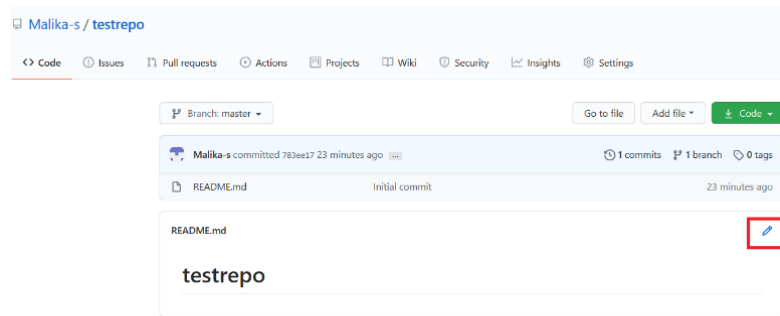 Malika-s / testrepo
Code Issues Pull requests Actions Projects Wiki Security Insights Settings
Branch: master Go to file Add file Code
Malika-s committed 783ee17 23 minutes ago ... 1 commits 1 branch 0 tags
README.md Initial commit 23 minutes ago
README.md
testrepo